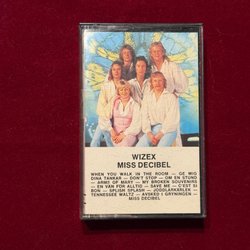 WIZEX
MISS DECIBEL
WHEN YOU WALK IN THE ROOM — GE MIG
DINA TANKAR — DON'T STOP — OM EN STUND
— ARMS OF MARY — MY BROKEN SOUVENIRS
— EN VÄN FÖR ALLTID — SAVE ME — C'EST SI
BON — SPLISH SPLASH — JODDLARKÄRLEK —
TENNESSEE WALTZ — AVSKED I GRYNINGEN —
MISS DECIBEL